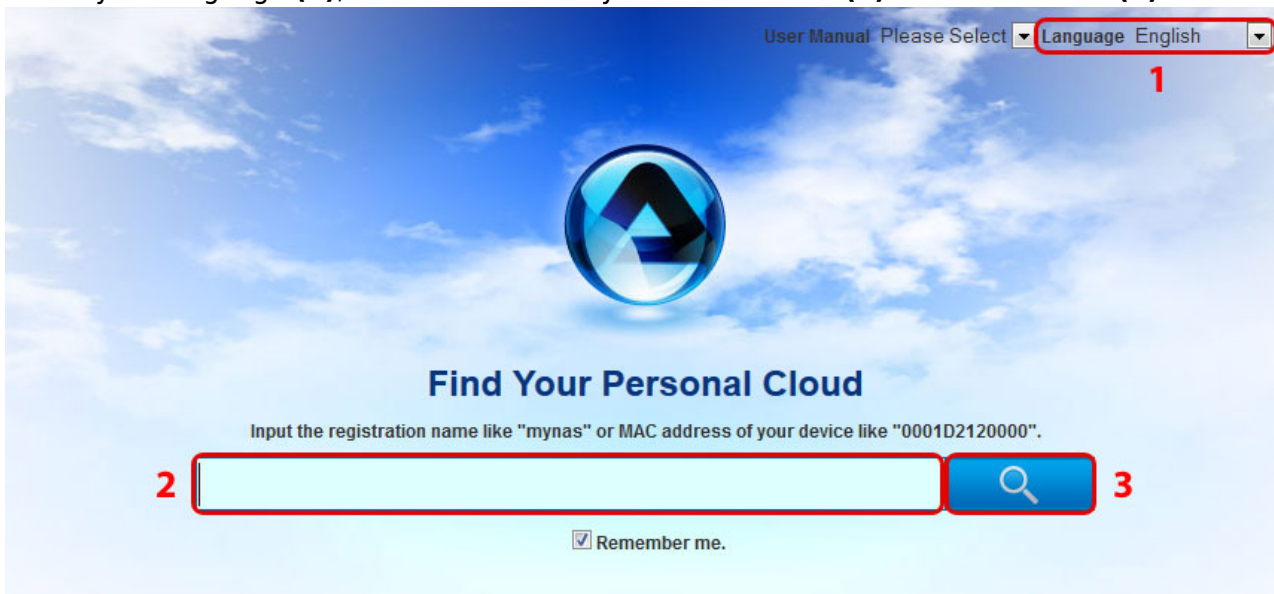 User Manual Please Select Language English
1
Find Your Personal Cloud
Input the registration name like "mynas" or MAC address of your device like "0001D2120000".
2 3
Remember me.